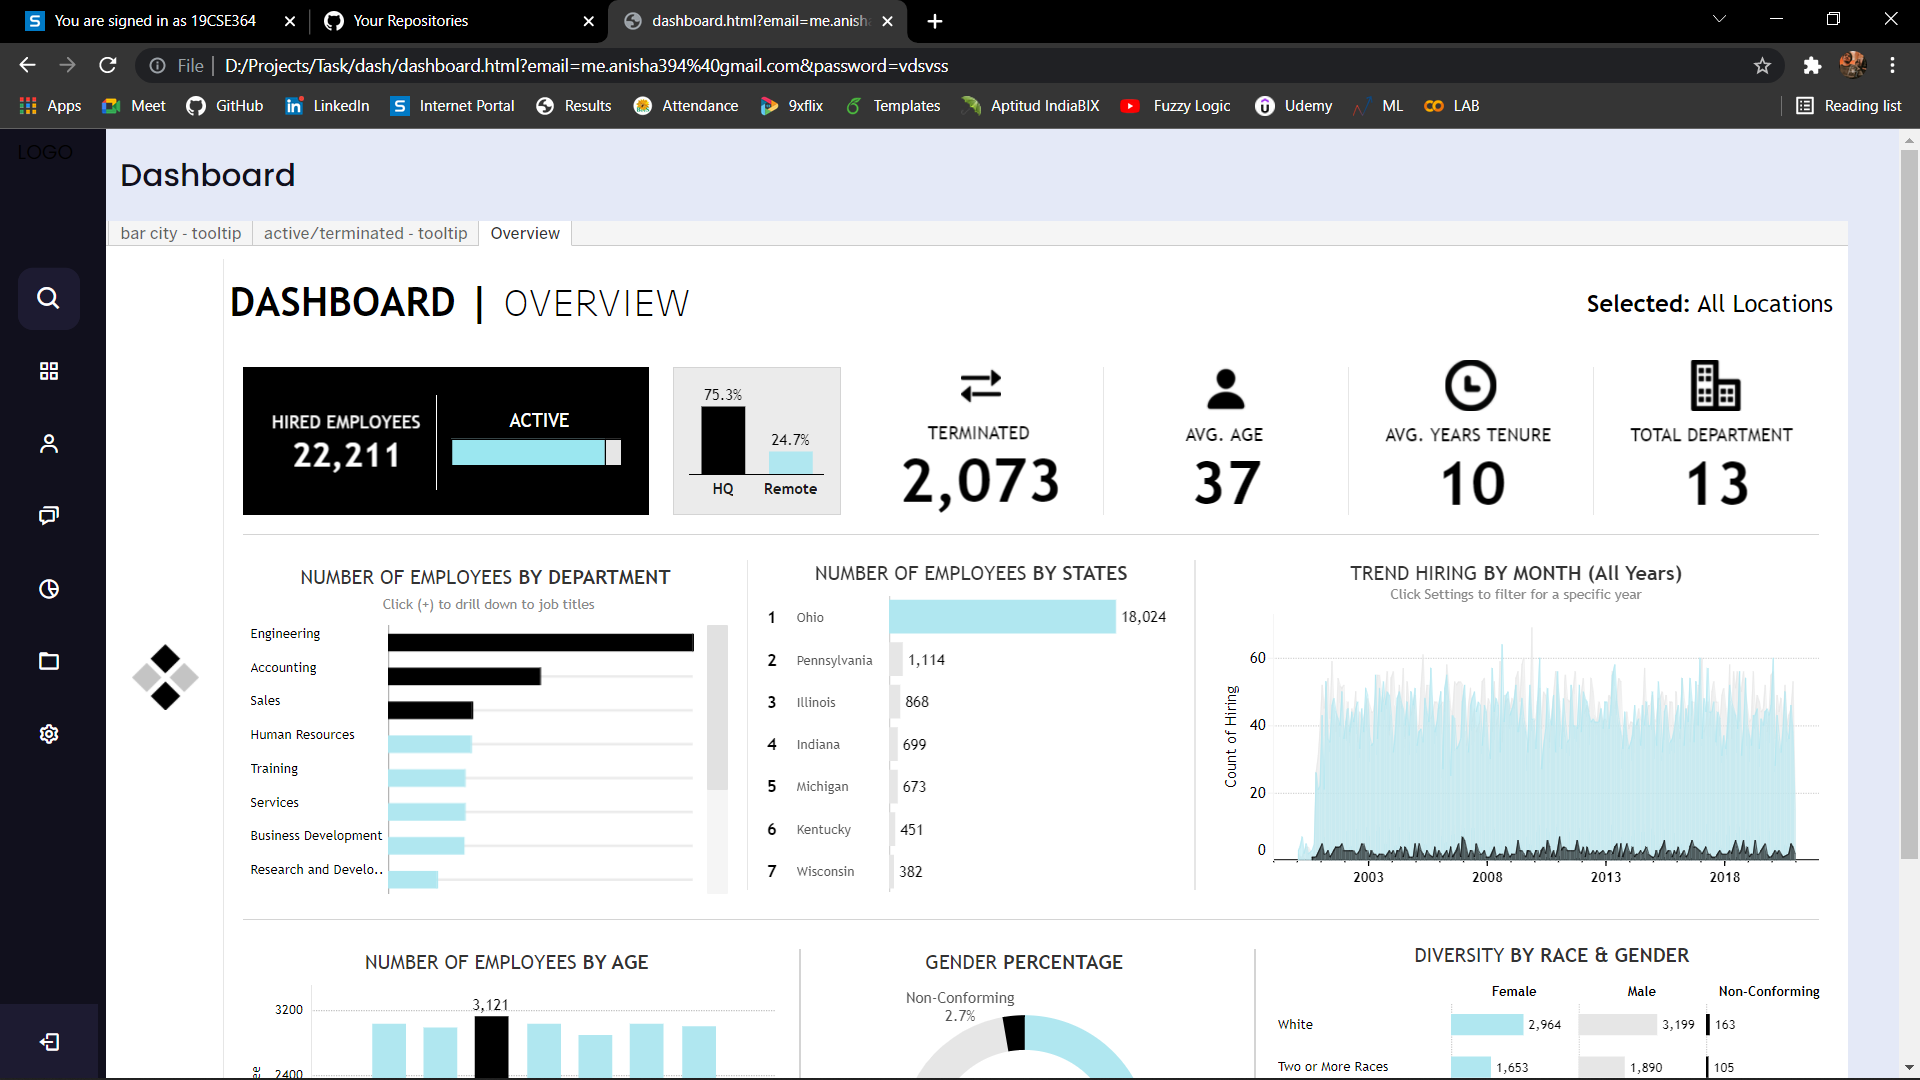 You are signed in as 19CSE364
Your Repositories
dashboard.html?email=me.anish
File
D:/Projects/Task/dash/dashboard.html?email=me.anisha394%40gmail.com&password=vdsvss
Apps
Meet
GitHub
LinkedIn
Internet Portal
Results
Attendance
9xflix
Templates
Aptitud IndiaBIX
Fuzzy Logic
Udemy
ML
LAB
Reading list
LOGO
Dashboard
bar city - tooltip
active/terminated - tooltip
Overview
DASHBOARD | OVERVIEW
Selected: All Locations
HIRED EMPLOYEES
22,211
ACTIVE
75.3%
24.7%
HQ
Remote
TERMINATED
2,073
AVG. AGE
37
AVG. YEARS TENURE
10
TOTAL DEPARTMENT
13
NUMBER OF EMPLOYEES BY DEPARTMENT
Click (+) to drill down to job titles
Engineering
Accounting
Sales
Human Resources
Training
Services
Business Development
Research and Develo..
NUMBER OF EMPLOYEES BY STATES
1 Ohio 18,024
2 Pennsylvania 1,114
3 Illinois 868
4 Indiana 699
5 Michigan 673
6 Kentucky 451
7 Wisconsin 382
TREND HIRING BY MONTH (All Years)
Click Settings to filter for a specific year
Count of Hiring
60
40
20
0
2003
2008
2013
2018
NUMBER OF EMPLOYEES BY AGE
3200
3,121
2400
GENDER PERCENTAGE
Non-Conforming
2.7%
DIVERSITY BY RACE & GENDER
Female Male Non-Conforming
White 2,964 3,199 163
Two or More Races 1,653 1,890 105